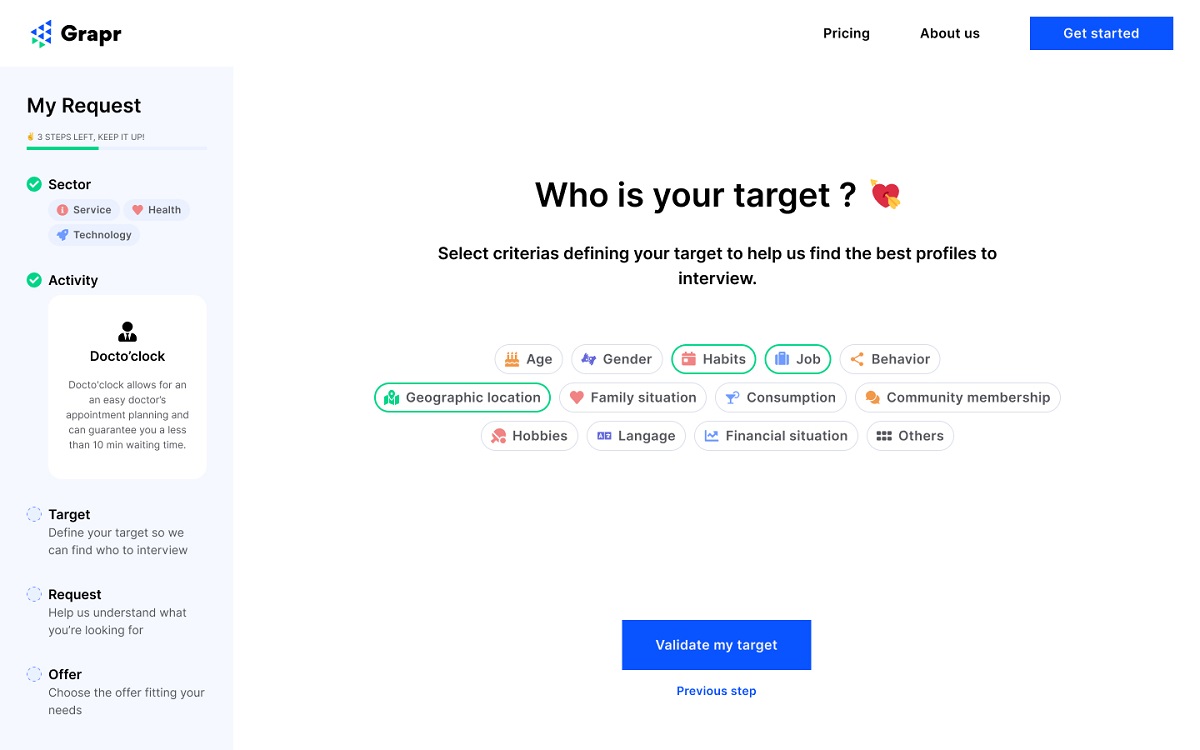 Grapr
Pricing
About us
Get started
My Request
3 STEPS LEFT, KEEP IT UP!
Sector
Service
Health
Technology
Activity
Docto’clock
Docto'clock allows for an
an easy doctor's
appointment planning and
can guarantee you a less
than 10 min waiting time.
Target
Define your target so we
can find who to interview
Request
Help us understand what
you’re looking for
Offer
Choose the offer fitting your
needs
Who is your target ?
Select criterias defining your target to help us find the best profiles to
interview.
Age
Gender
Habits
Job
Behavior
Geographic location
Family situation
Consumption
Community membership
Hobbies
Langage
Financial situation
Others
Validate my target
Previous step